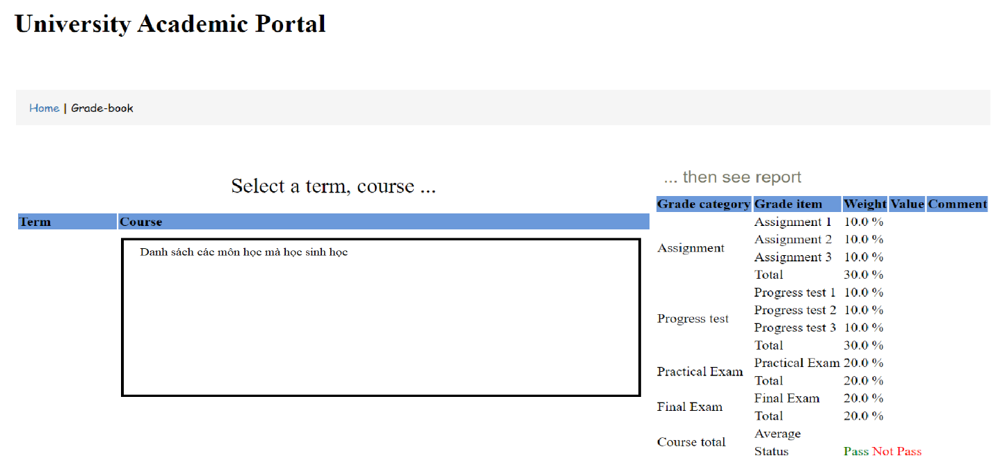 University Academic Portal
Home | Grade-book
Select a term, course ...
Term Course
Danh sách các môn học mà học sinh học
... then see report
Grade category Grade item Weight Value Comment
Assignment
Assignment 1 10.0 %
Assignment 2 10.0 %
Assignment 3 10.0 %
Total 30.0 %
Progress test
Progress test 1 10.0 %
Progress test 2 10.0 %
Progress test 3 10.0 %
Total 30.0 %
Practical Exam
Practical Exam 20.0 %
Total 20.0 %
Final Exam
Final Exam 20.0 %
Total 20.0 %
Course total
Average
Status Pass Not Pass